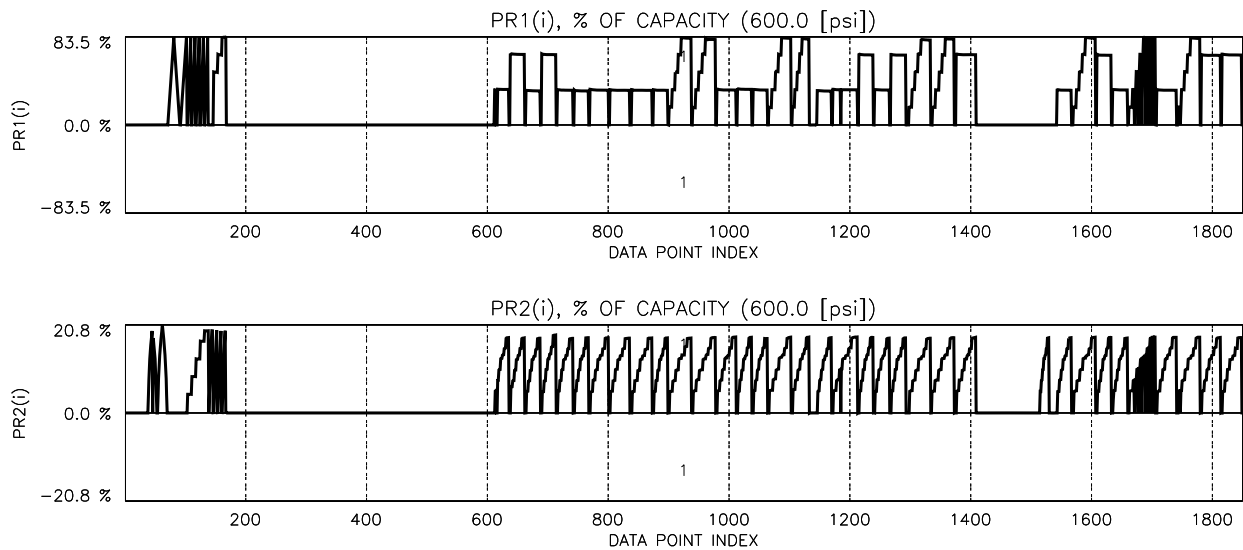 PR1(i), % OF CAPACITY (600.0 [psi])
83.5 %
1
0.0 %
PR1(i)
1
−83.5 %
200 400 600 800 1000 1200 1400 1600 1800
DATA POINT INDEX
PR2(i), % OF CAPACITY (600.0 [psi])
20.8 %
1
0.0 %
PR2(i)
1
−20.8 %
200 400 600 800 1000 1200 1400 1600 1800
DATA POINT INDEX